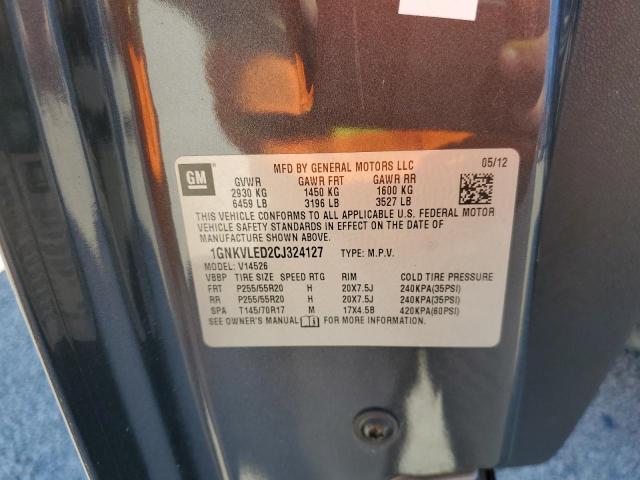 GM MFD BY GENERAL MOTORS LLC 05/12
GVWR GAWR FRT GAWR RR
2930 KG 1450 KG 1600 KG
6459 LB 3196 LB 3527 LB
THIS VEHICLE CONFORMS TO ALL APPLICABLE U.S. FEDERAL MOTOR
VEHICLE SAFETY STANDARDS IN EFFECT ON THE DATE OF
MANUFACTURE SHOWN ABOVE.
1GNKVLED2CJ324127 TYPE: M.P.V.
MODEL: V14526
VBBP TIRE SIZE SPEED RTG RIM COLD TIRE PRESSURE
FRT P255/55R20 H 20X7.5J 240KPA(35PSI)
RR P255/55R20 H 20X7.5J 240KPA(35PSI)
SPA T145/70R17 M 17X4.5B 420KPA(60PSI)
SEE OWNER'S MANUAL FOR MORE INFORMATION.